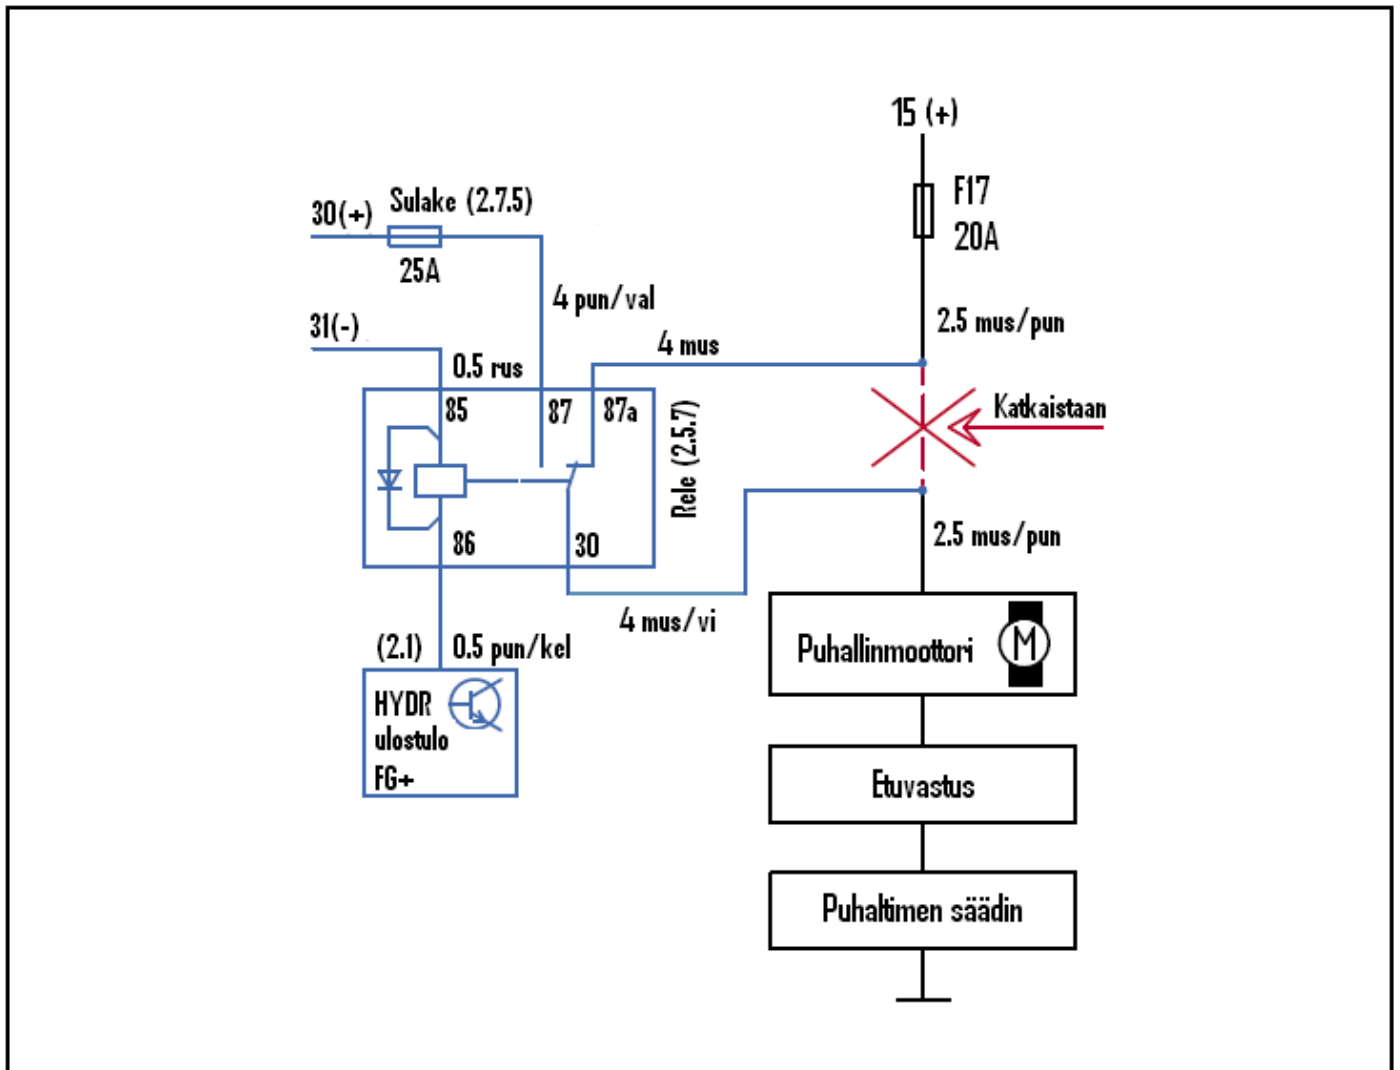 15 (+)
F17
20A
Sulake (2.7.5)
30(+)
25A
4 pun/val
31(-)
2.5 mus/pun
4 mus
0.5 rus
85
87
87a
Katkaistaan
Rele (2.5.7)
86
30
2.5 mus/pun
4 mus/vi
(2.1)
0.5 pun/kel
Puhallinmoottori
M
HYDR
ulostulo
FG+
Etuvastus
Puhaltimen säädin